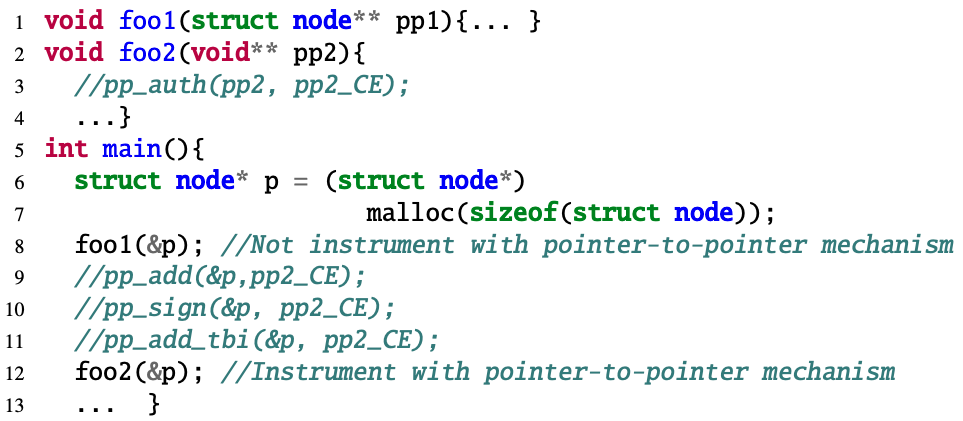 1 void foo1(struct node** pp1){... }
2 void foo2(void** pp2){
3 //pp_auth(pp2, pp2_CE);
4 ...}
5 int main(){
6 struct node* p = (struct node*)
7 malloc(sizeof(struct node));
8 foo1(&p); //Not instrument with pointer-to-pointer mechanism
9 //pp_add(&p,pp2_CE);
10 //pp_sign(&p, pp2_CE);
11 //pp_add_tbi(&p, pp2_CE);
12 foo2(&p); //Instrument with pointer-to-pointer mechanism
13 ... }